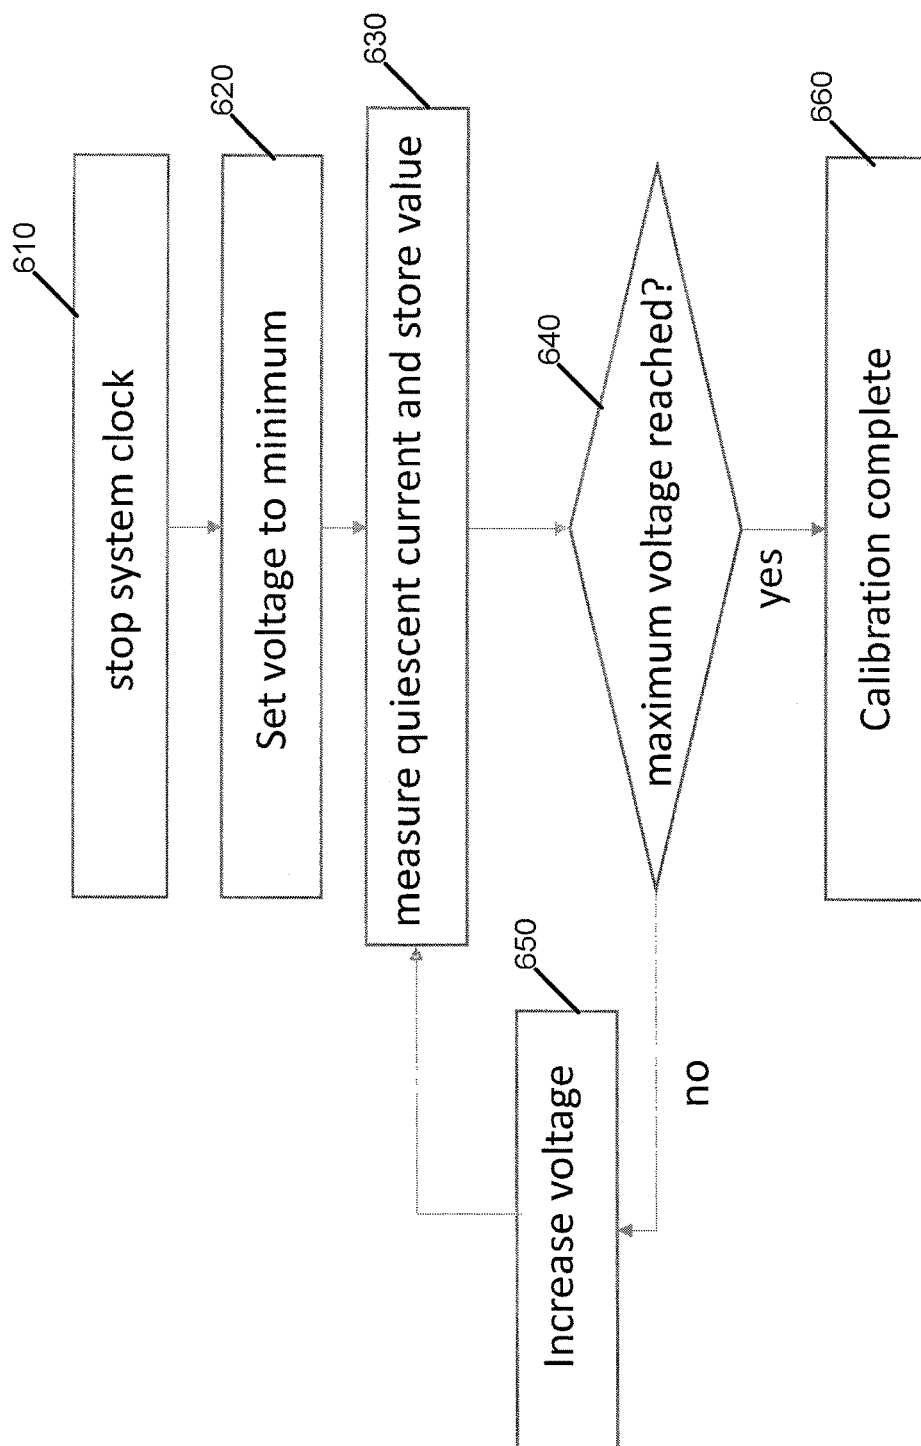 610
stop system clock
620
Set voltage to minimum
630
measure quiescent current and store value
640
maximum voltage reached?
no
650
Increase voltage
yes
660
Calibration complete